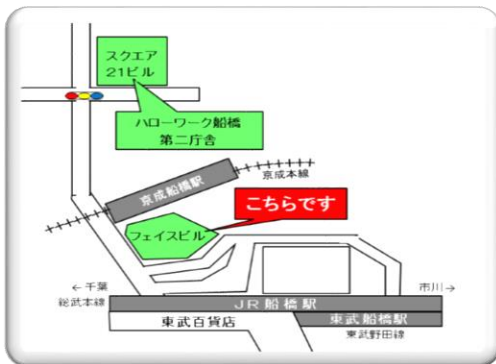 スクエア
21ビル
ハローワーク船橋
第二庁舎
京成本線
京成船橋駅
こちらです
フェイスビル
←千葉
市川→
総武本線
JR船橋駅
東武百貨店
東武船橋駅
東武野田線